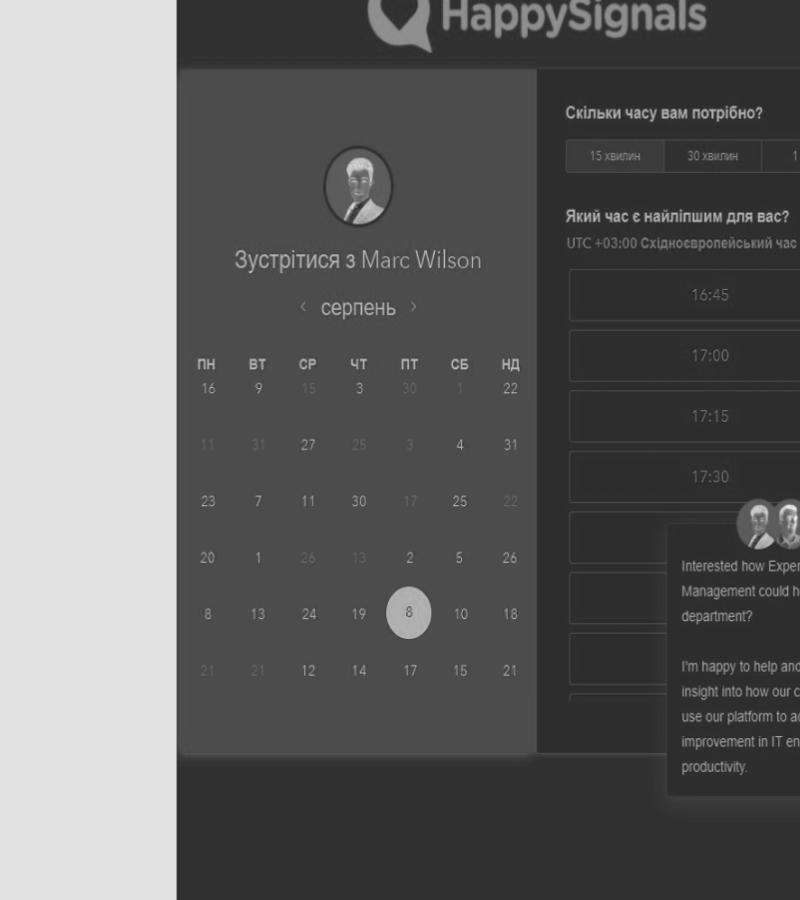 HappySignals
Зустрітися з Marc Wilson
серпень
ПН ВТ СР ЧТ ПТ СБ НД
16 9 15 3 30 1 22
11 31 27 25 3 4 31
23 7 11 30 17 25 22
20 1 26 13 2 5 26
8 13 24 19 8 10 18
21 21 12 14 17 15 21
Скільки часу вам потрібно?
15 хвилин 30 хвилин 1
Який час є найліпшим для вас?
UTC +03:00 Східноєвропейський час
16:45
17:00
17:15
17:30
Interested how Exper
Management could h
department?
I'm happy to help and
insight into how our c
use our platform to a
improvement in IT en
productivity.